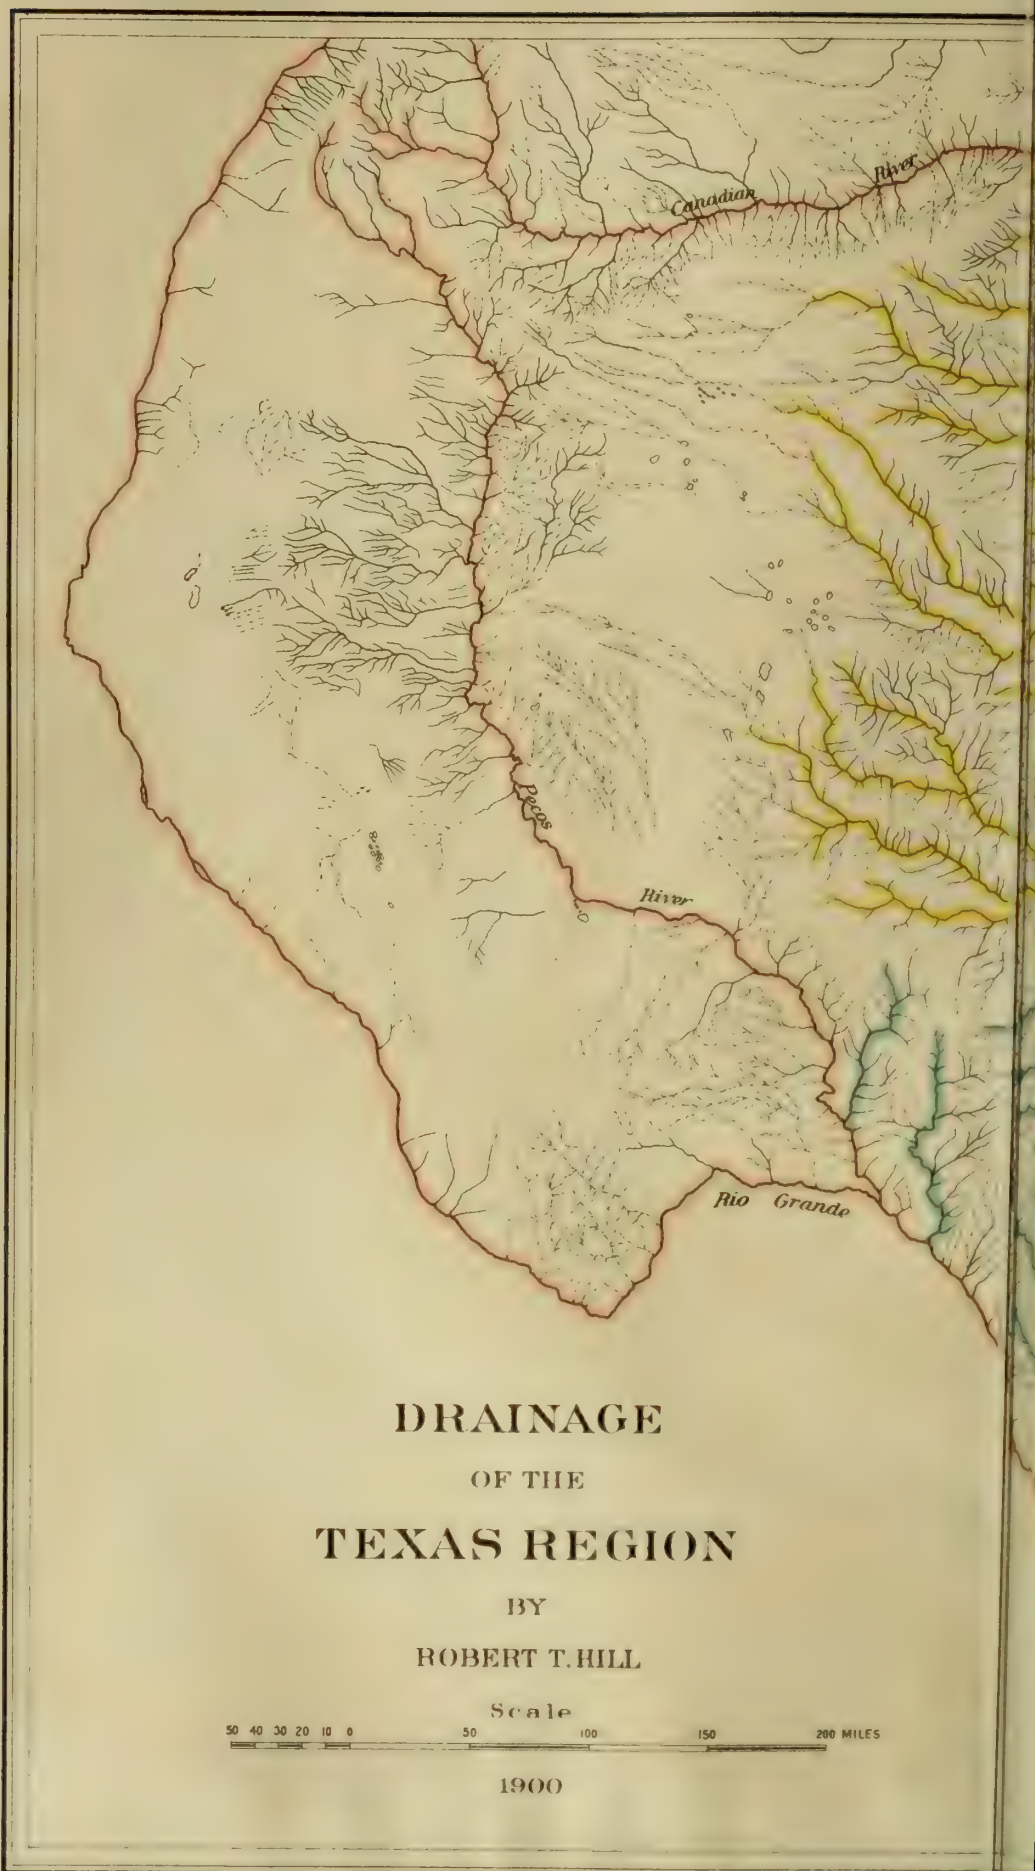 Canadian River
Pecos River
Rio Grande
DRAINAGE
OF THE
TEXAS REGION
BY
ROBERT T. HILL
Scale
50 40 30 20 10 0 50 100 150 200 MILES
1900